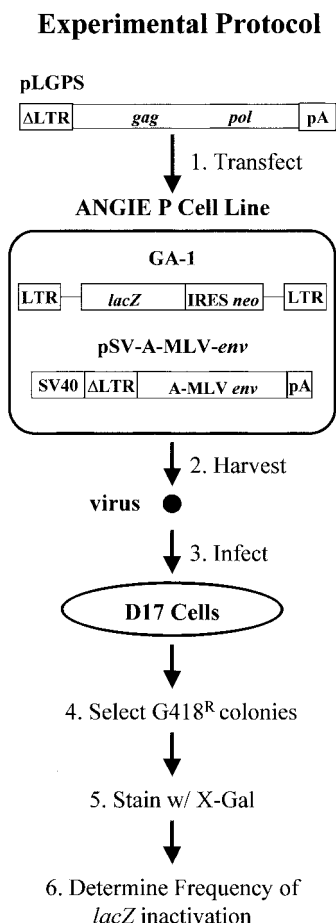 Experimental Protocol
pLGPS
ΔLTR gag pol pA
1. Transfect
ANGIE P Cell Line
GA-1
LTR lacZ IRES neo LTR
pSV-A-MLV-env
SV40 ΔLTR A-MLV env pA
2. Harvest
virus
3. Infect
D17 Cells
4. Select G418ᴿ colonies
5. Stain w/ X-Gal
6. Determine Frequency of
lacZ inactivation